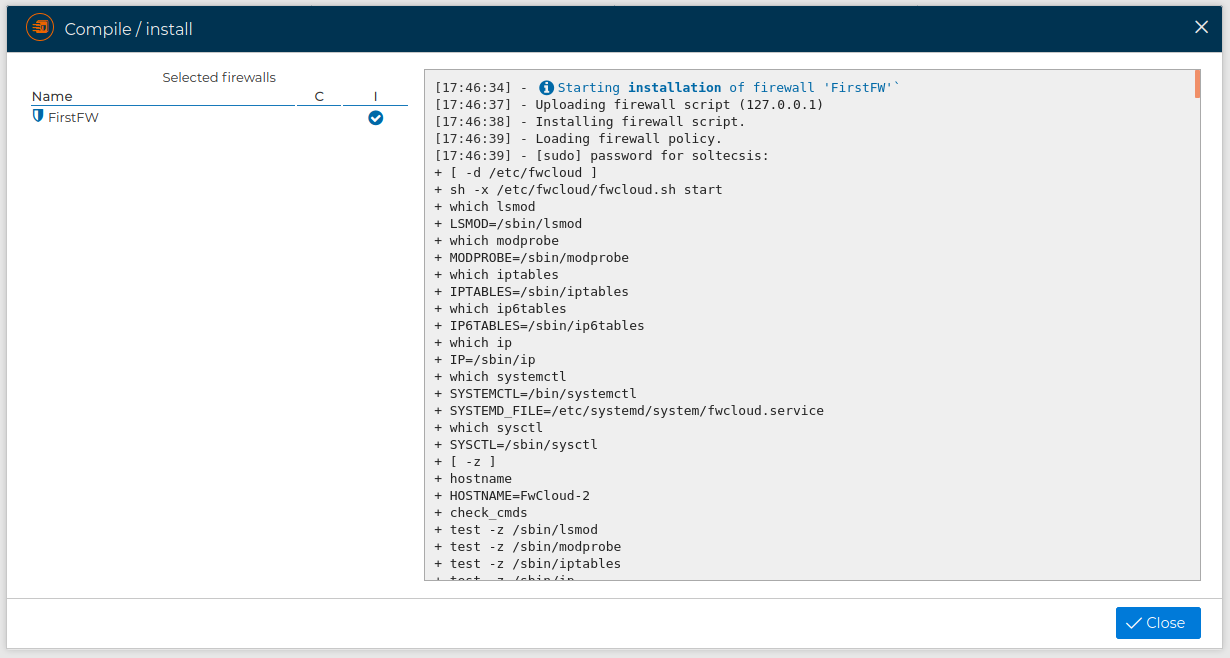 Compile / install
Selected firewalls
Name C I
FirstFW
[17:46:34] - Starting installation of firewall 'FirstFW'`
[17:46:37] - Uploading firewall script (127.0.0.1)
[17:46:38] - Installing firewall script.
[17:46:39] - Loading firewall policy.
[17:46:39] - [sudo] password for soltecsis:
+ [ -d /etc/fwcloud ]
+ sh -x /etc/fwcloud/fwcloud.sh start
+ which lsmod
+ LSMOD=/sbin/lsmod
+ which modprobe
+ MODPROBE=/sbin/modprobe
+ which iptables
+ IPTABLES=/sbin/iptables
+ which ip6tables
+ IP6TABLES=/sbin/ip6tables
+ which ip
+ IP=/sbin/ip
+ which systemctl
+ SYSTEMCTL=/bin/systemctl
+ SYSTEMD_FILE=/etc/systemd/system/fwcloud.service
+ which sysctl
+ SYSCTL=/sbin/sysctl
+ [ -z ]
+ hostname
+ HOSTNAME=FwCloud-2
+ check_cmds
+ test -z /sbin/lsmod
+ test -z /sbin/modprobe
+ test -z /sbin/iptables
+ test -z /sbin/ip
Close